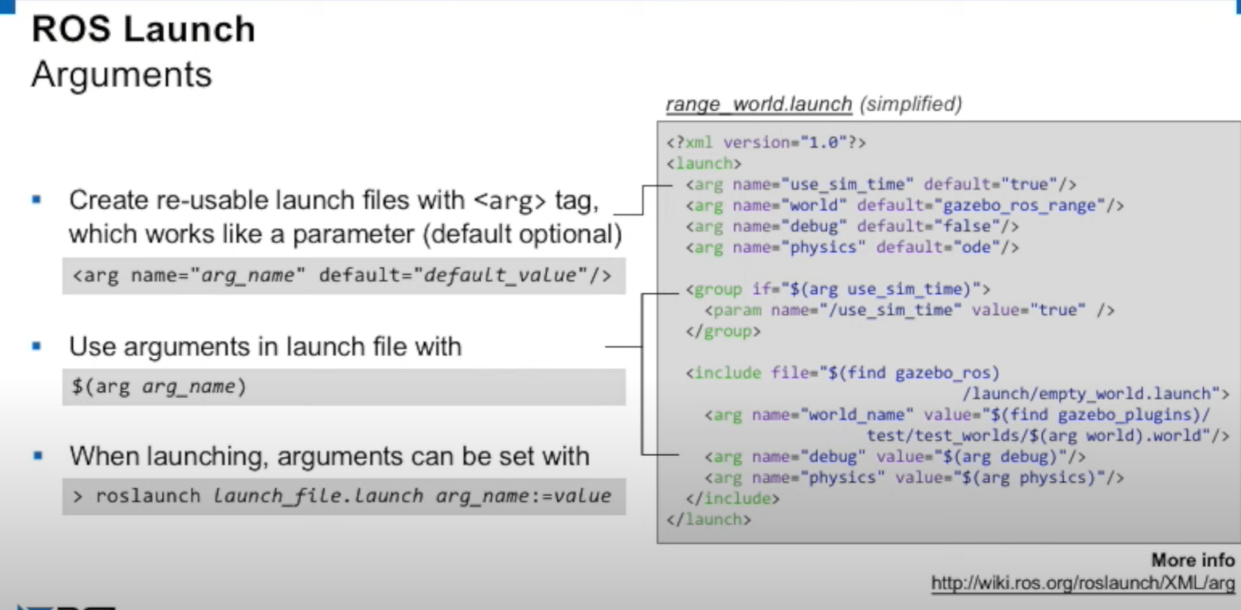 ROS Launch
Arguments
▪ Create re-usable launch files with <arg> tag,
which works like a parameter (default optional)
<arg name="arg_name" default="default_value"/>
▪ Use arguments in launch file with
$(arg arg_name)
▪ When launching, arguments can be set with
> roslaunch launch_file.launch arg_name:=value
range_world.launch (simplified)
<?xml version="1.0"?>
<launch>
  <arg name="use_sim_time" default="true"/>
  <arg name="world" default="gazebo_ros_range"/>
  <arg name="debug" default="false"/>
  <arg name="physics" default="ode"/>
  <group if="$(arg use_sim_time)">
    <param name="/use_sim_time" value="true" />
  </group>
  <include file="$(find gazebo_ros)
                              /launch/empty_world.launch">
    <arg name="world_name" value="$(find gazebo_plugins)/
                     test/test_worlds/$(arg world).world"/>
    <arg name="debug" value="$(arg debug)"/>
    <arg name="physics" value="$(arg physics)"/>
  </include>
</launch>
More info
http://wiki.ros.org/roslaunch/XML/arg